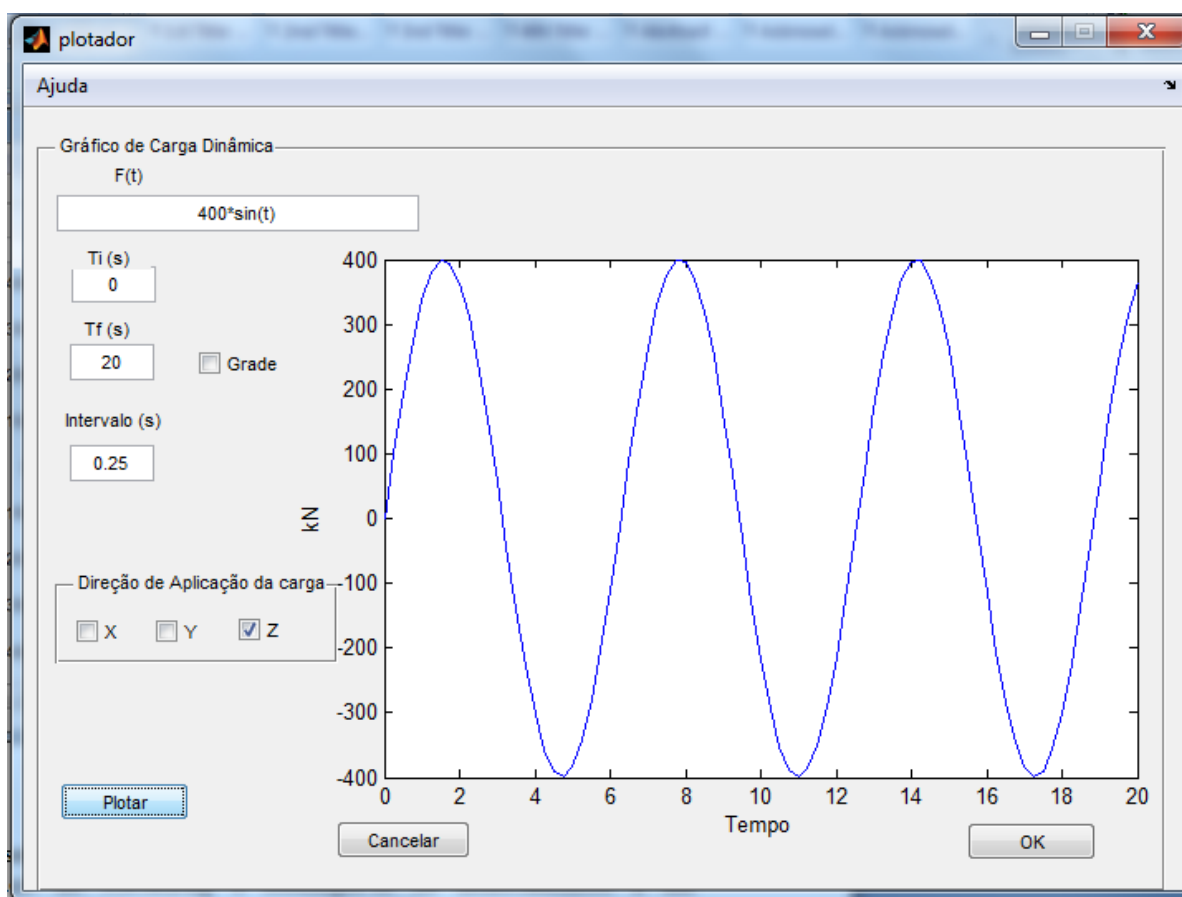 plotador
Ajuda
Gráfico de Carga Dinâmica
F(t)
400*sin(t)
Ti (s)
0
Tf (s)
20
Grade
Intervalo (s)
0.25
Direção de Aplicação da carga
X Y Z
Plotar
400
300
200
100
0
-100
-200
-300
-400
kN
0 2 4 6 8 10 12 14 16 18 20
Tempo
Cancelar
OK